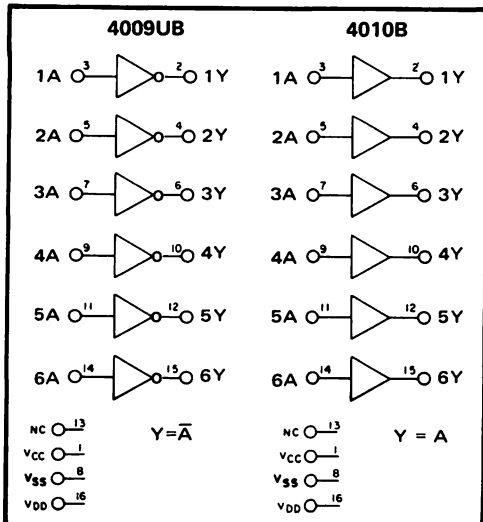 4009UB
3 2
1A 1Y
5 4
2A 2Y
7 6
3A 3Y
9 10
4A 4Y
11 12
5A 5Y
14 15
6A 6Y
NC 13
VCC 1
VSS 8
VDD 16
Y=A̅
4010B
3 2
1A 1Y
5 4
2A 2Y
7 6
3A 3Y
9 10
4A 4Y
11 12
5A 5Y
14 15
6A 6Y
NC 13
VCC 1
VSS 8
VDD 16
Y = A